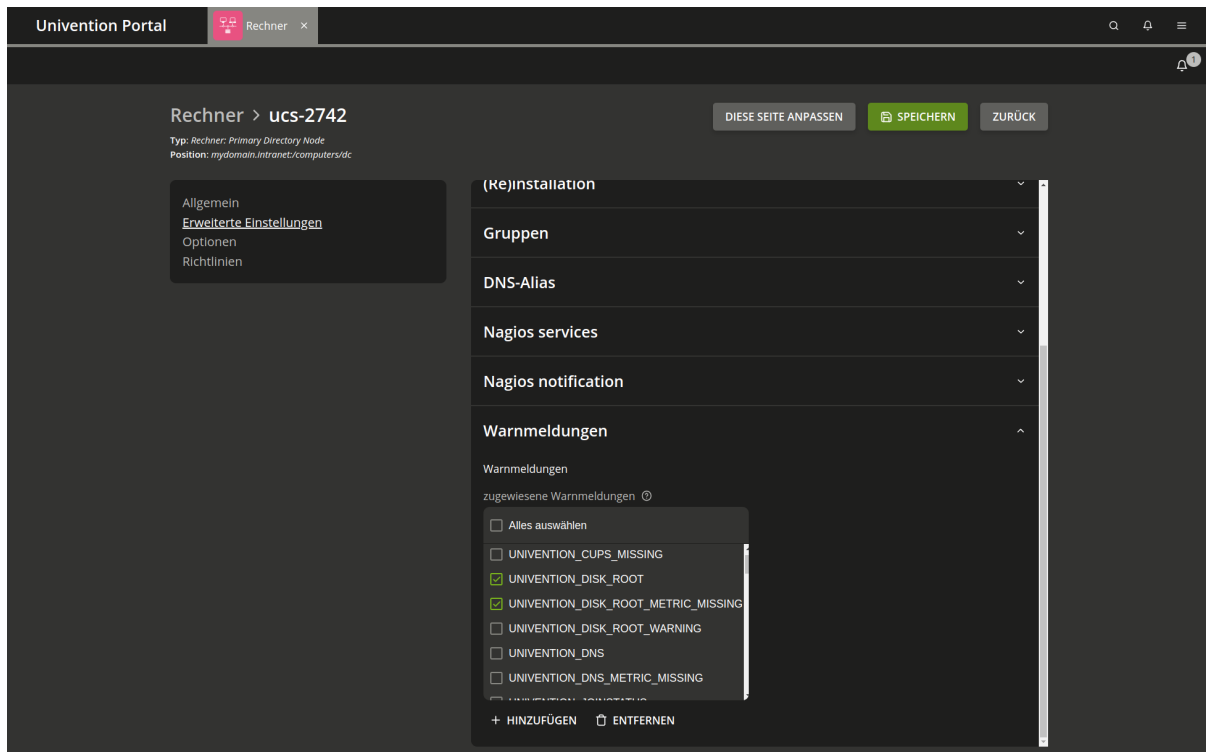 Univention Portal
Rechner ×
1
Rechner > ucs-2742
DIESE SEITE ANPASSEN
SPEICHERN
ZURÜCK
Typ: Rechner: Primary Directory Node
Position: mydomain.intranet:/computers/dc
Allgemein
Erweiterte Einstellungen
Optionen
Richtlinien
(Re)installation
Gruppen
DNS-Alias
Nagios services
Nagios notification
Warnmeldungen
Warnmeldungen
zugewiesene Warnmeldungen
Alles auswählen
UNIVENTION_CUPS_MISSING
UNIVENTION_DISK_ROOT
UNIVENTION_DISK_ROOT_METRIC_MISSING
UNIVENTION_DISK_ROOT_WARNING
UNIVENTION_DNS
UNIVENTION_DNS_METRIC_MISSING
UNIVENTION_JOINSTATUS
+ HINZUFÜGEN
ENTFERNEN